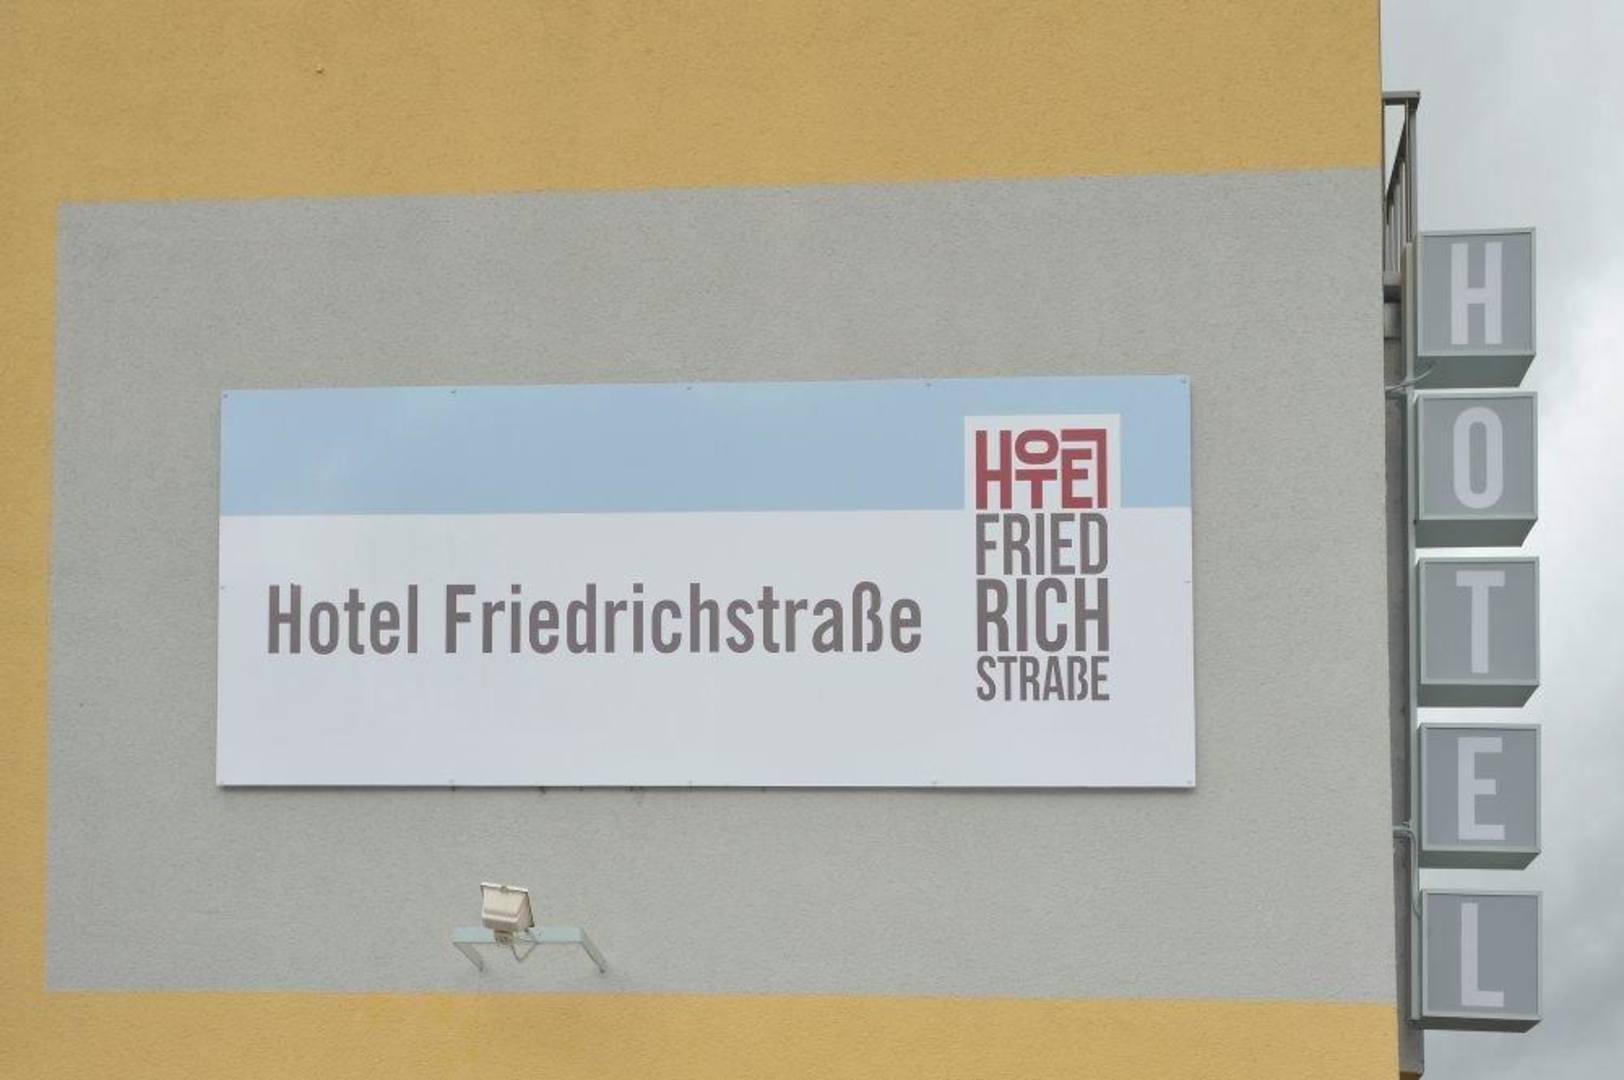 Hotel Friedrichstraße
HOTEL
FRIED
RICH
STRAßE
H
O
T
E
L